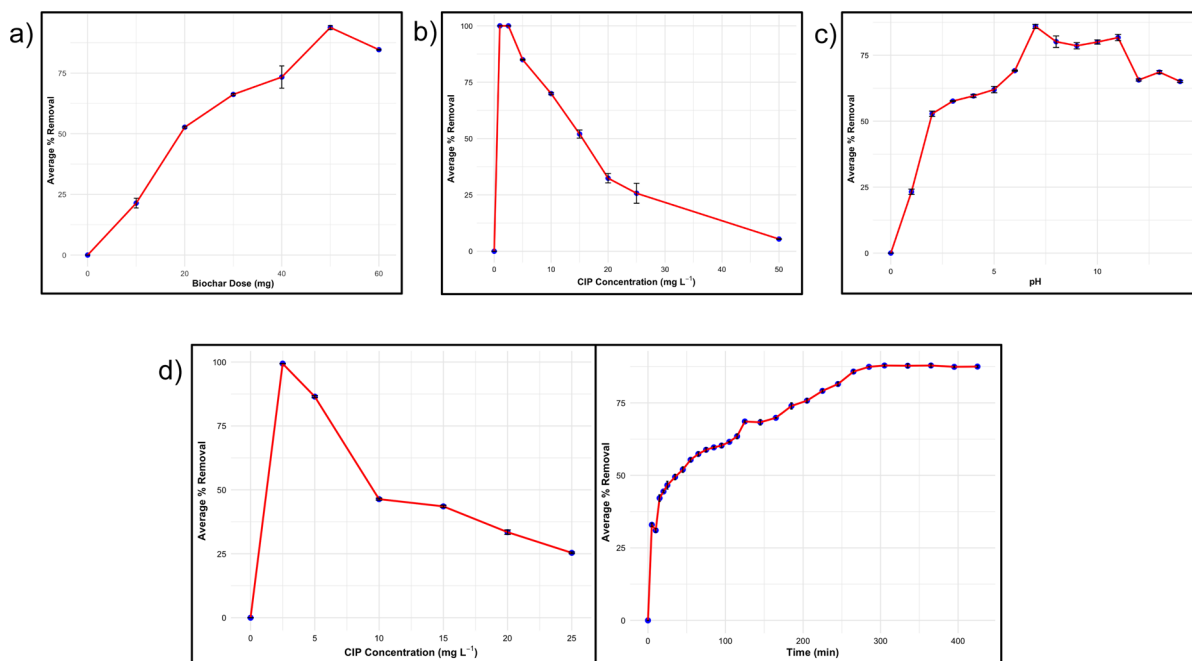 a)
Average % Removal
75
50
25
0
0 20 40 60
Biochar Dose (mg)
b)
Average % Removal
100
75
50
25
0
0 10 20 30 40 50
CIP Concentration (mg L⁻¹)
c)
Average % Removal
75
50
25
0
0 5 10
pH
d)
Average % Removal
100
75
50
25
0
0 5 10 15 20 25
CIP Concentration (mg L⁻¹)
Average % Removal
75
50
25
0
0 100 200 300 400
Time (min)